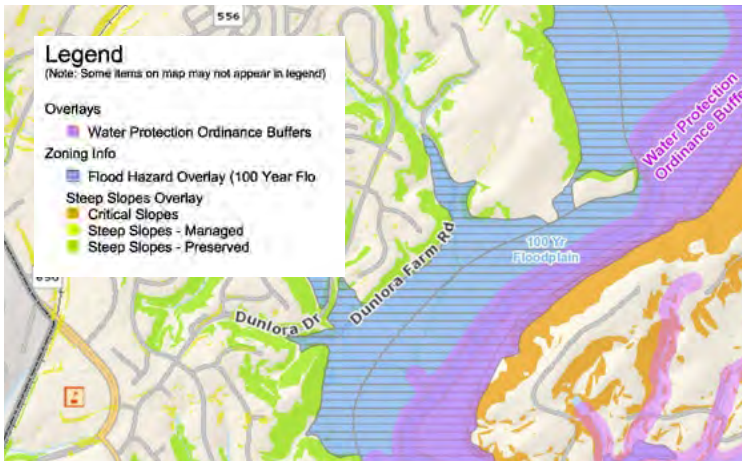 556
Legend
(Note: Some items on map may not appear in legend)
Overlays
Water Protection Ordinance Buffers
Zoning Info
Flood Hazard Overlay (100 Year Flo
Steep Slopes Overlay
Critical Slopes
Steep Slopes - Managed
Steep Slopes - Preserved
Water Protection
Ordinance Buffe
100 Yr
Floodplain
Dunlora Farm Rd
Dunlora Dr